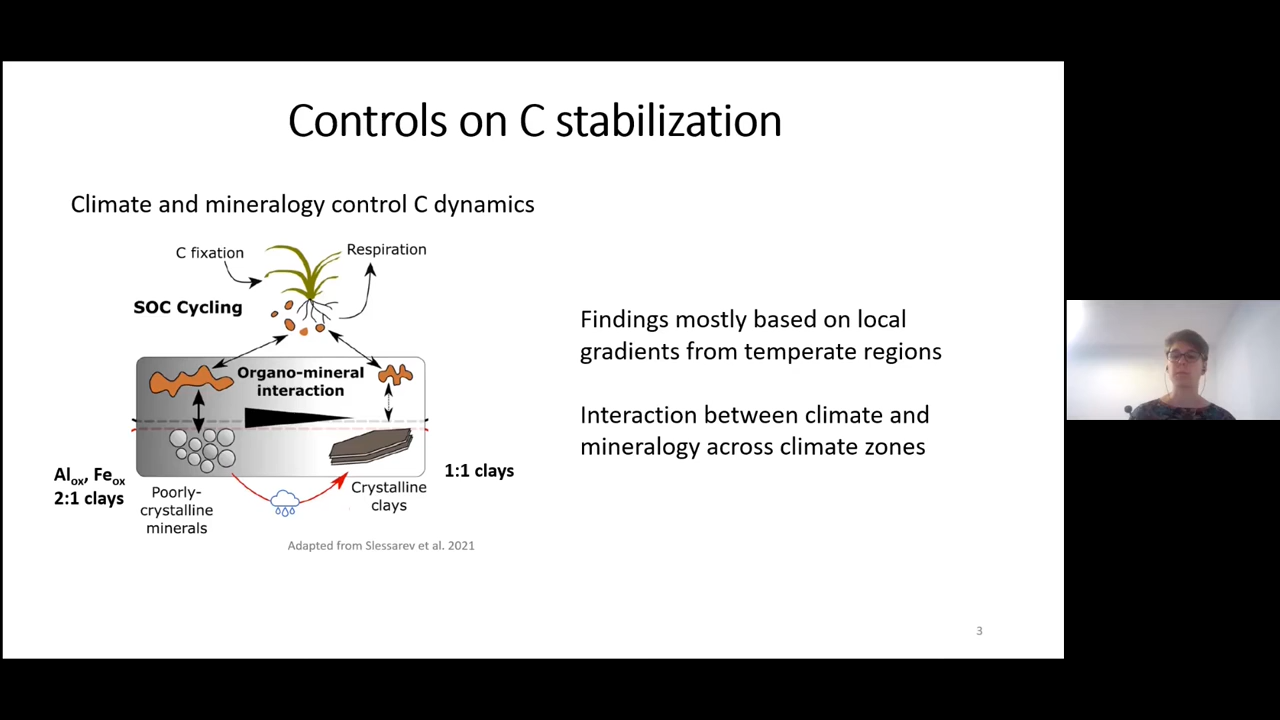 Controls on C stabilization
Climate and mineralogy control C dynamics
C fixation
Respiration
SOC Cycling
Organo-mineral
interaction
Al_ox, Fe_ox
2:1 clays
Poorly-
crystalline
minerals
Crystalline
clays
1:1 clays
Adapted from Slessarev et al. 2021
Findings mostly based on local
gradients from temperate regions
Interaction between climate and
mineralogy across climate zones
3